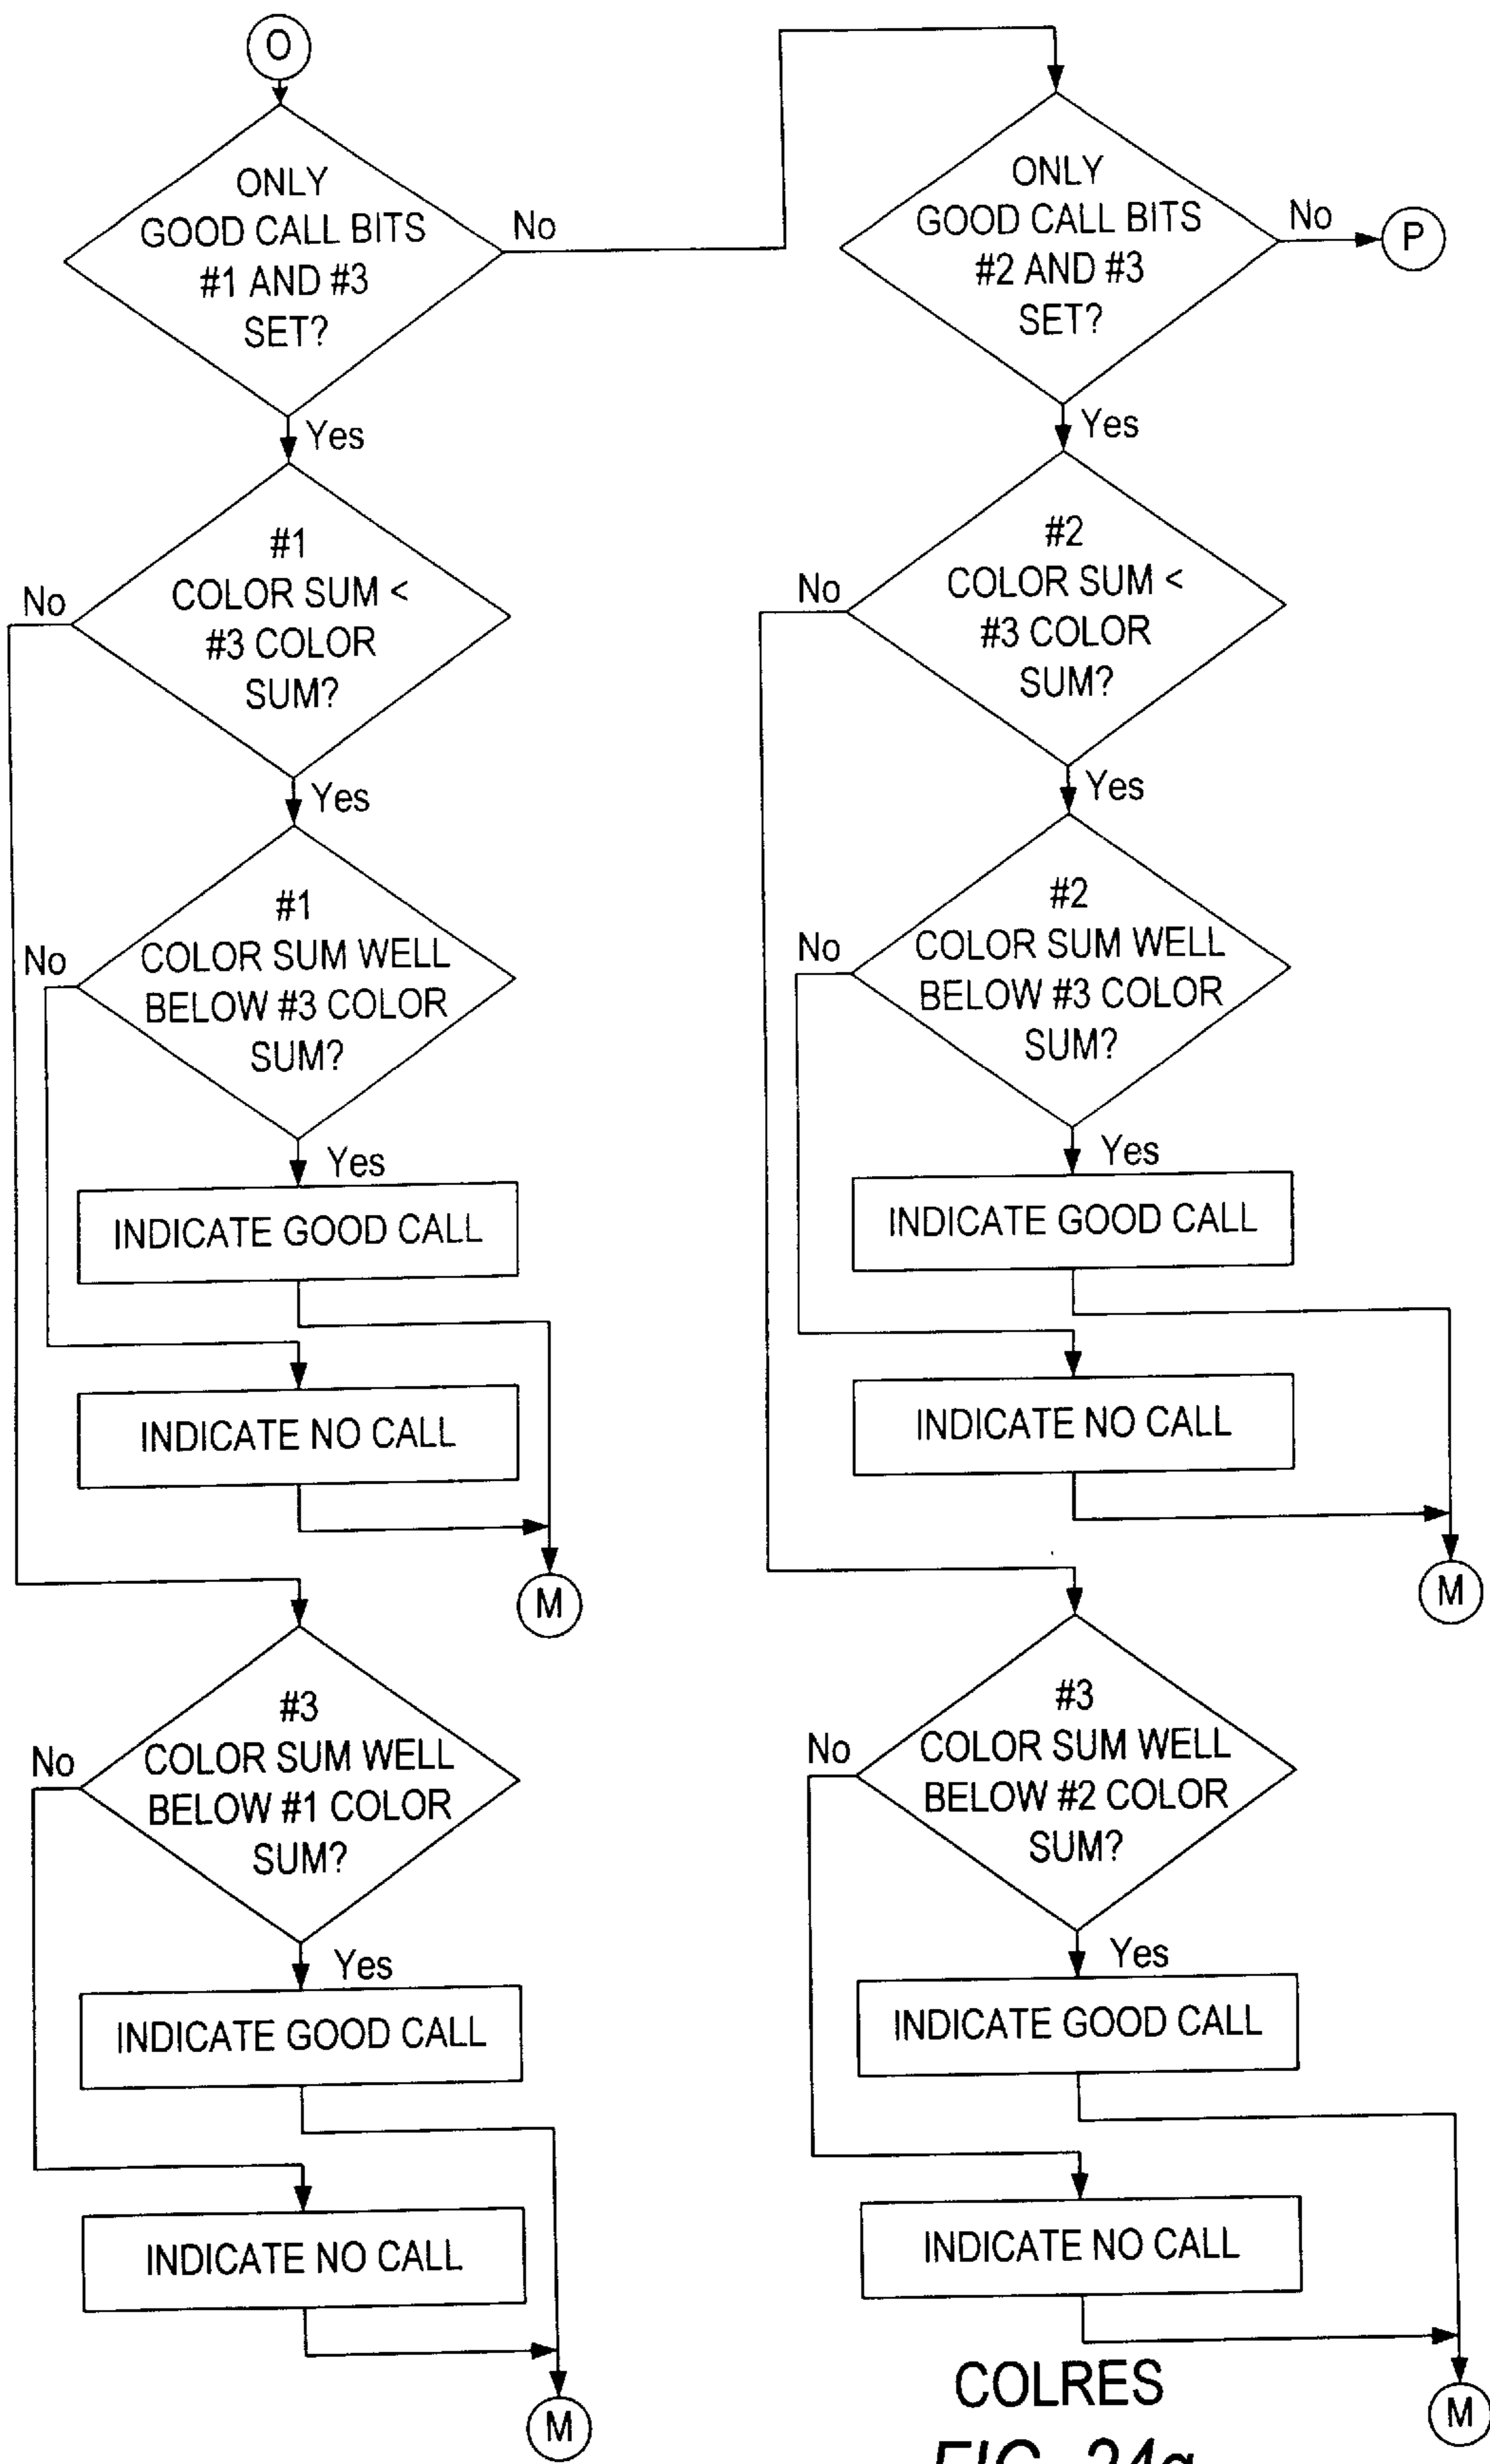 O
ONLY
GOOD CALL BITS
#1 AND #3
SET?
No
Yes
#1
COLOR SUM <
#3 COLOR
SUM?
No
Yes
#1
COLOR SUM WELL
BELOW #3 COLOR
SUM?
No
Yes
INDICATE GOOD CALL
INDICATE NO CALL
M
#3
COLOR SUM WELL
BELOW #1 COLOR
SUM?
No
Yes
INDICATE GOOD CALL
INDICATE NO CALL
M
ONLY
GOOD CALL BITS
#2 AND #3
SET?
No
P
Yes
#2
COLOR SUM <
#3 COLOR
SUM?
No
Yes
#2
COLOR SUM WELL
BELOW #3 COLOR
SUM?
No
Yes
INDICATE GOOD CALL
INDICATE NO CALL
M
#3
COLOR SUM WELL
BELOW #2 COLOR
SUM?
No
Yes
INDICATE GOOD CALL
INDICATE NO CALL
M
COLRES